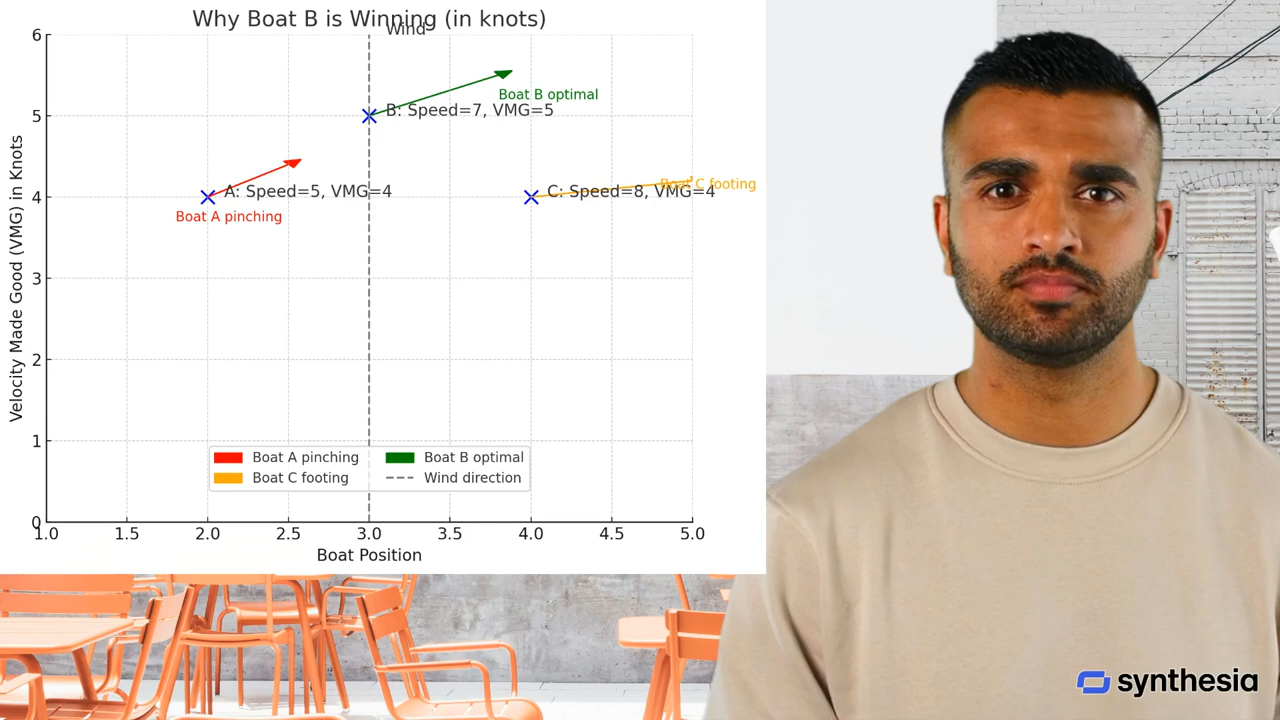 Why Boat B is Winning (in knots)
Wind
Velocity Made Good (VMG) in Knots
6
5
4
3
2
1
0
Boat B optimal
B: Speed=7, VMG=5
A: Speed=5, VMG=4
Boat A pinching
C: Speed=8, VMG=4
Boat C footing
Boat A pinching
Boat B optimal
Boat C footing
Wind direction
1.0 1.5 2.0 2.5 3.0 3.5 4.0 4.5 5.0
Boat Position
synthesia